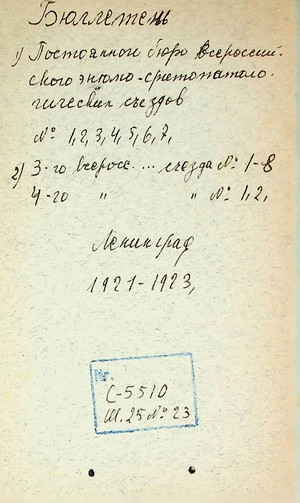 Бюллетень
1) Постоянного бюро Всероссий-
ского энтомо-фитопатоло-
гических съездов
№ 1, 2, 3, 4, 5, 6, 7,
2) 3-го всеросс. ... съезда № 1-8
4-го " " № 1, 2,
Ленинград
1921-1923,
№
С-5510
Ш. 25 № 23